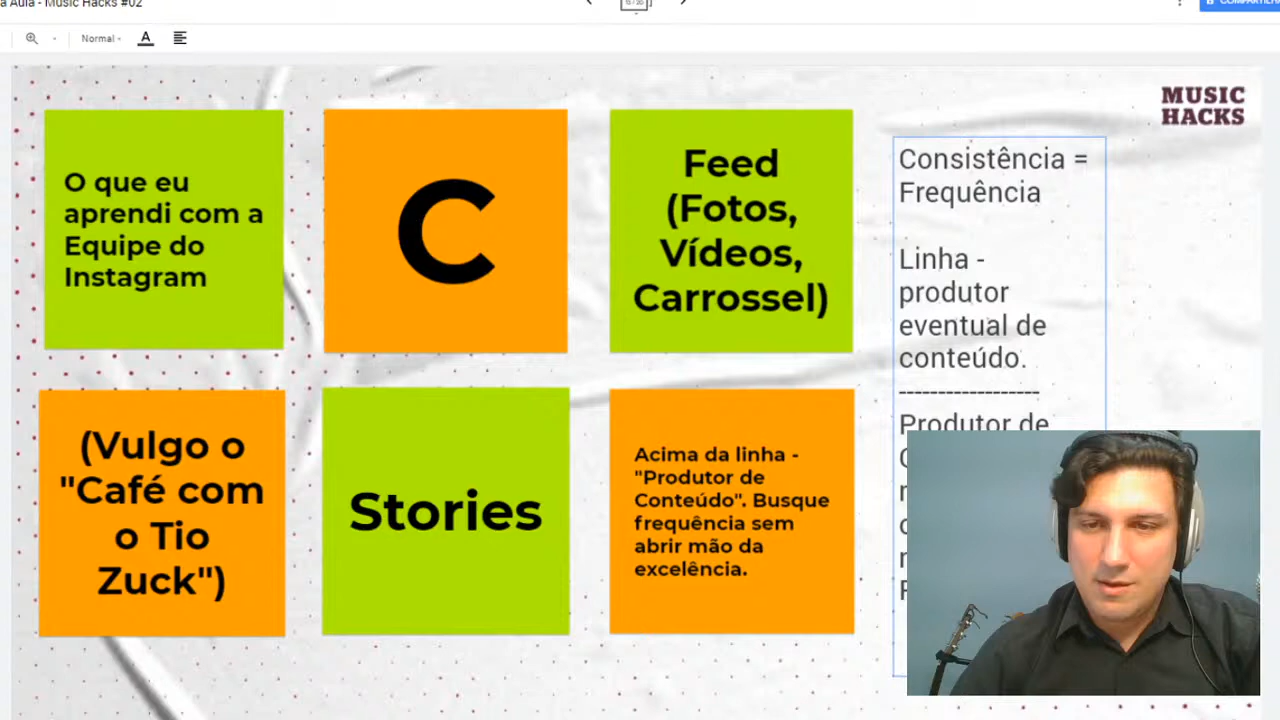 a Aula - Music Hacks #02
Normal
A
MUSIC
HACKS
O que eu
aprendi com a
Equipe do
Instagram
C
Feed
(Fotos,
Vídeos,
Carrossel)
Consistência =
Frequência
Linha -
produtor
eventual de
conteúdo.
------------------
Produtor de
(Vulgo o
"Café com
o Tio
Zuck")
Stories
Acima da linha -
"Produtor de
Conteúdo". Busque
frequência sem
abrir mão da
excelência.